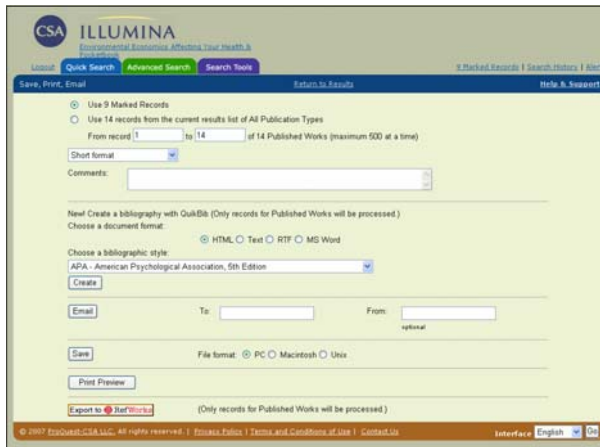 CSA ILLUMINA
Environmental Economics Affecting Your Health &
Pocketbook
Logout Quick Search Advanced Search Search Tools 9 Marked Records | Search History | Alerts
Save, Print, Email Return to Results Help & Support
Use 9 Marked Records
Use 14 records from the current results list of All Publication Types
From record 1 to 14 of 14 Published Works (maximum 500 at a time)
Short format
Comments:
New! Create a bibliography with QuikBib (Only records for Published Works will be processed.)
Choose a document format:
HTML Text RTF MS Word
Choose a bibliographic style:
APA - American Psychological Association, 5th Edition
Create
Email To: From:
optional
Save File format: PC Macintosh Unix
Print Preview
Export to RefWorks (Only records for Published Works will be processed.)
© 2007 ProQuest-CSA LLC, All rights reserved. | Privacy Policy | Terms and Conditions of Use | Contact Us Interface English Go